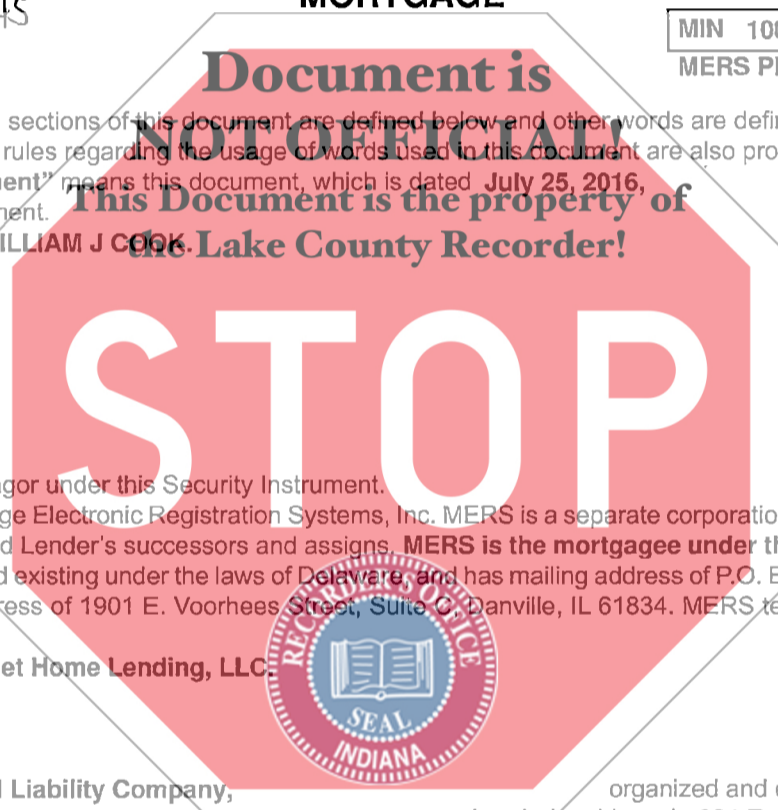 MORTGAGE
MIN 100
Document is
MERS
sections of this document are defined below and other words are defin
NOT OFFICIAL!
rules regarding the usage of words used in this document are also pro
ent" means this document, which is dated July 25, 2016,
This Document is the property of
ent.
ILLIAM J COOK.
the Lake County Recorder!
STOP
gor under this Security Instrument.
ge Electronic Registration Systems, Inc. MERS is a separate corporatio
d Lender's successors and assigns. MERS is the mortgagee under th
d existing under the laws of Delaware, and has mailing address of P.O.
ress of 1901 E. Voorhees Street, Suite C, Danville, IL 61834. MERS te
RECORDER'S OFFICE
et Home Lending, LLC.
SEAL
INDIANA
Liability Company,
organized and